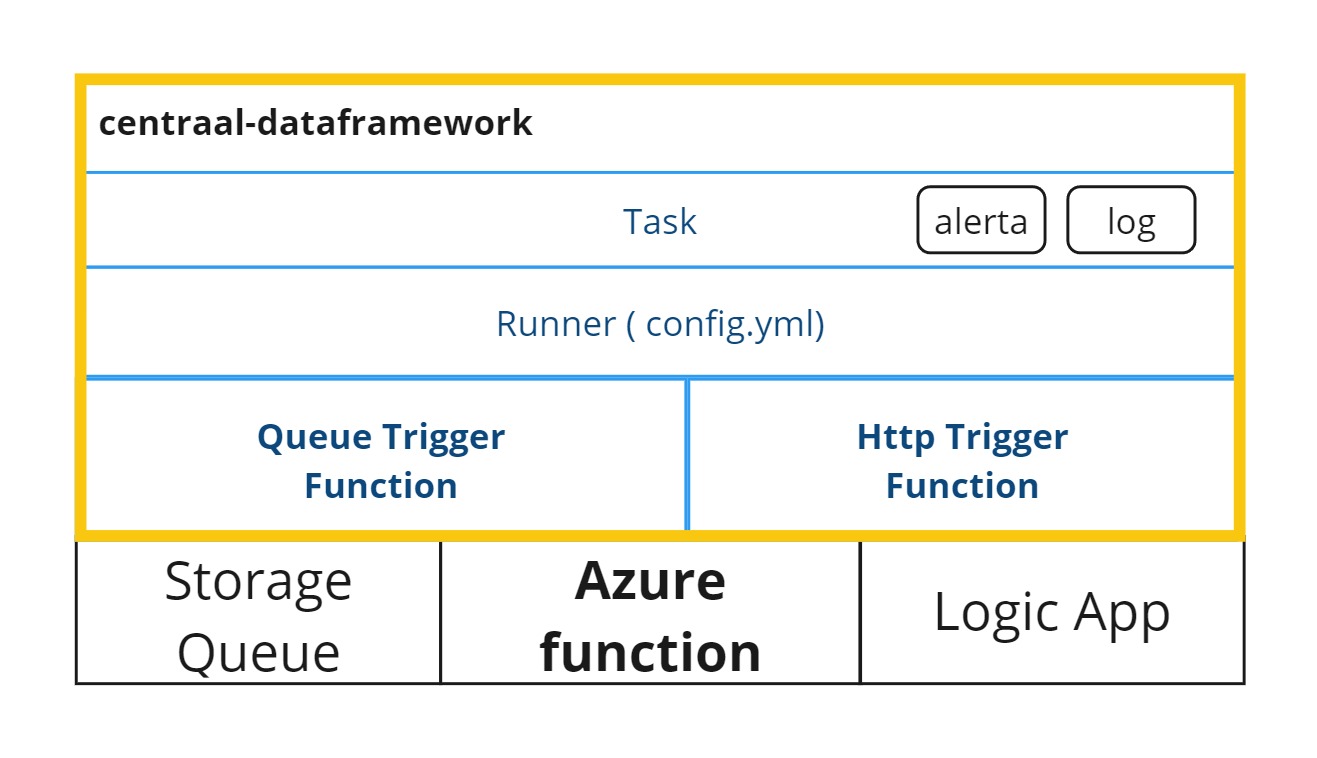 centraal-dataframework
Task
alerta
log
Runner ( config.yml)
Queue Trigger
Function
Http Trigger
Function
Storage
Queue
Azure
function
Logic App